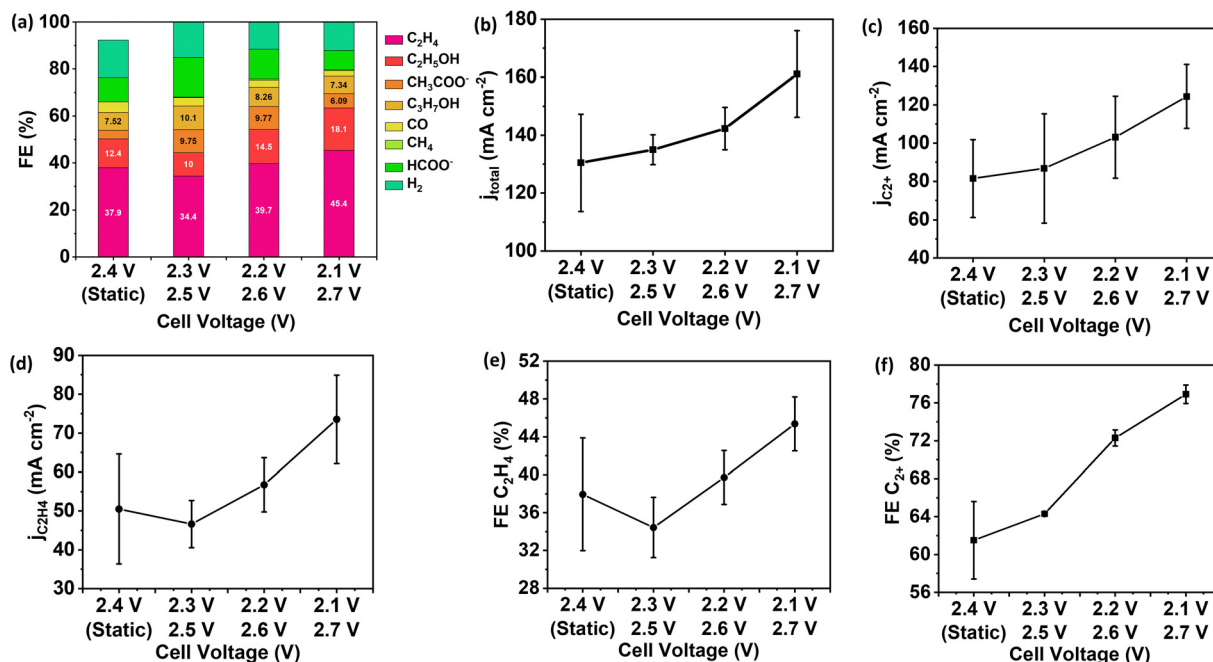 (a)
100
80
60
40
20
0
FE (%)
7.52
12.4
37.9
10.1
9.75
10
34.4
8.26
9.77
14.5
39.7
7.34
6.09
18.1
45.4
C₂H₄
C₂H₅OH
CH₃COO⁻
C₃H₇OH
CO
CH₄
HCOO⁻
H₂
2.4 V 2.3 V 2.2 V 2.1 V
(Static) 2.5 V 2.6 V 2.7 V
Cell Voltage (V)
(b)
180
160
140
120
100
j_total (mA cm⁻²)
2.4 V 2.3 V 2.2 V 2.1 V
(Static) 2.5 V 2.6 V 2.7 V
Cell Voltage (V)
(c)
160
140
120
100
80
60
40
j_C2+ (mA cm⁻²)
2.4 V 2.3 V 2.2 V 2.1 V
(Static) 2.5 V 2.6 V 2.7 V
Cell Voltage (V)
(d)
90
80
70
60
50
40
30
j_C2H4 (mA cm⁻²)
2.4 V 2.3 V 2.2 V 2.1 V
(Static) 2.5 V 2.6 V 2.7 V
Cell Voltage (V)
(e)
52
48
44
40
36
32
28
FE C₂H₄ (%)
2.4 V 2.3 V 2.2 V 2.1 V
(Static) 2.5 V 2.6 V 2.7 V
Cell Voltage (V)
(f)
80
76
72
68
64
60
56
FE C₂₊ (%)
2.4 V 2.3 V 2.2 V 2.1 V
(Static) 2.5 V 2.6 V 2.7 V
Cell Voltage (V)